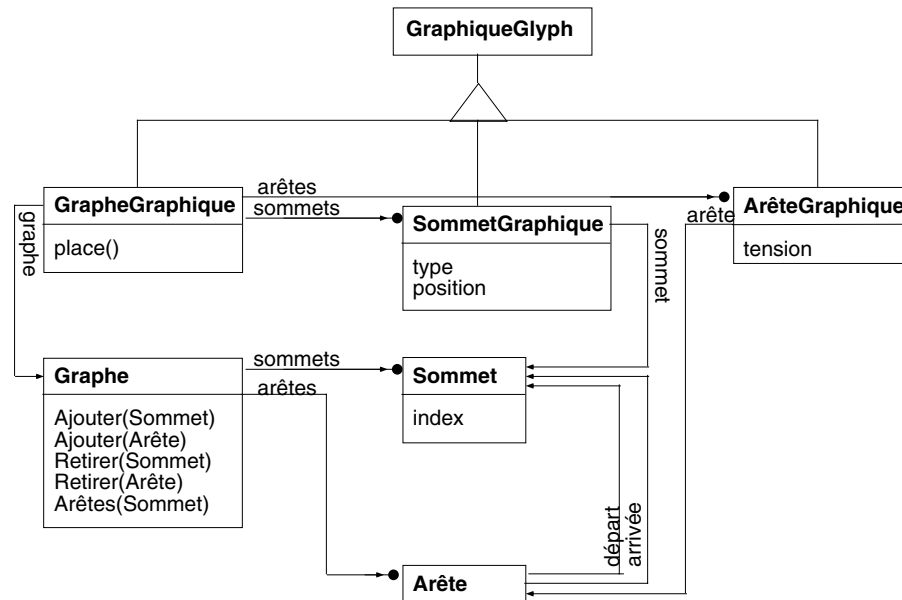 GraphiqueGlyph
arêtes
GrapheGraphique
sommets
place()
graphe
SommetGraphique
type
position
sommet
arête
ArêteGraphique
tension
Graphe
sommets
arêtes
Ajouter(Sommet)
Ajouter(Arête)
Retirer(Sommet)
Retirer(Arête)
Arêtes(Sommet)
Sommet
index
départ
arrivée
Arête